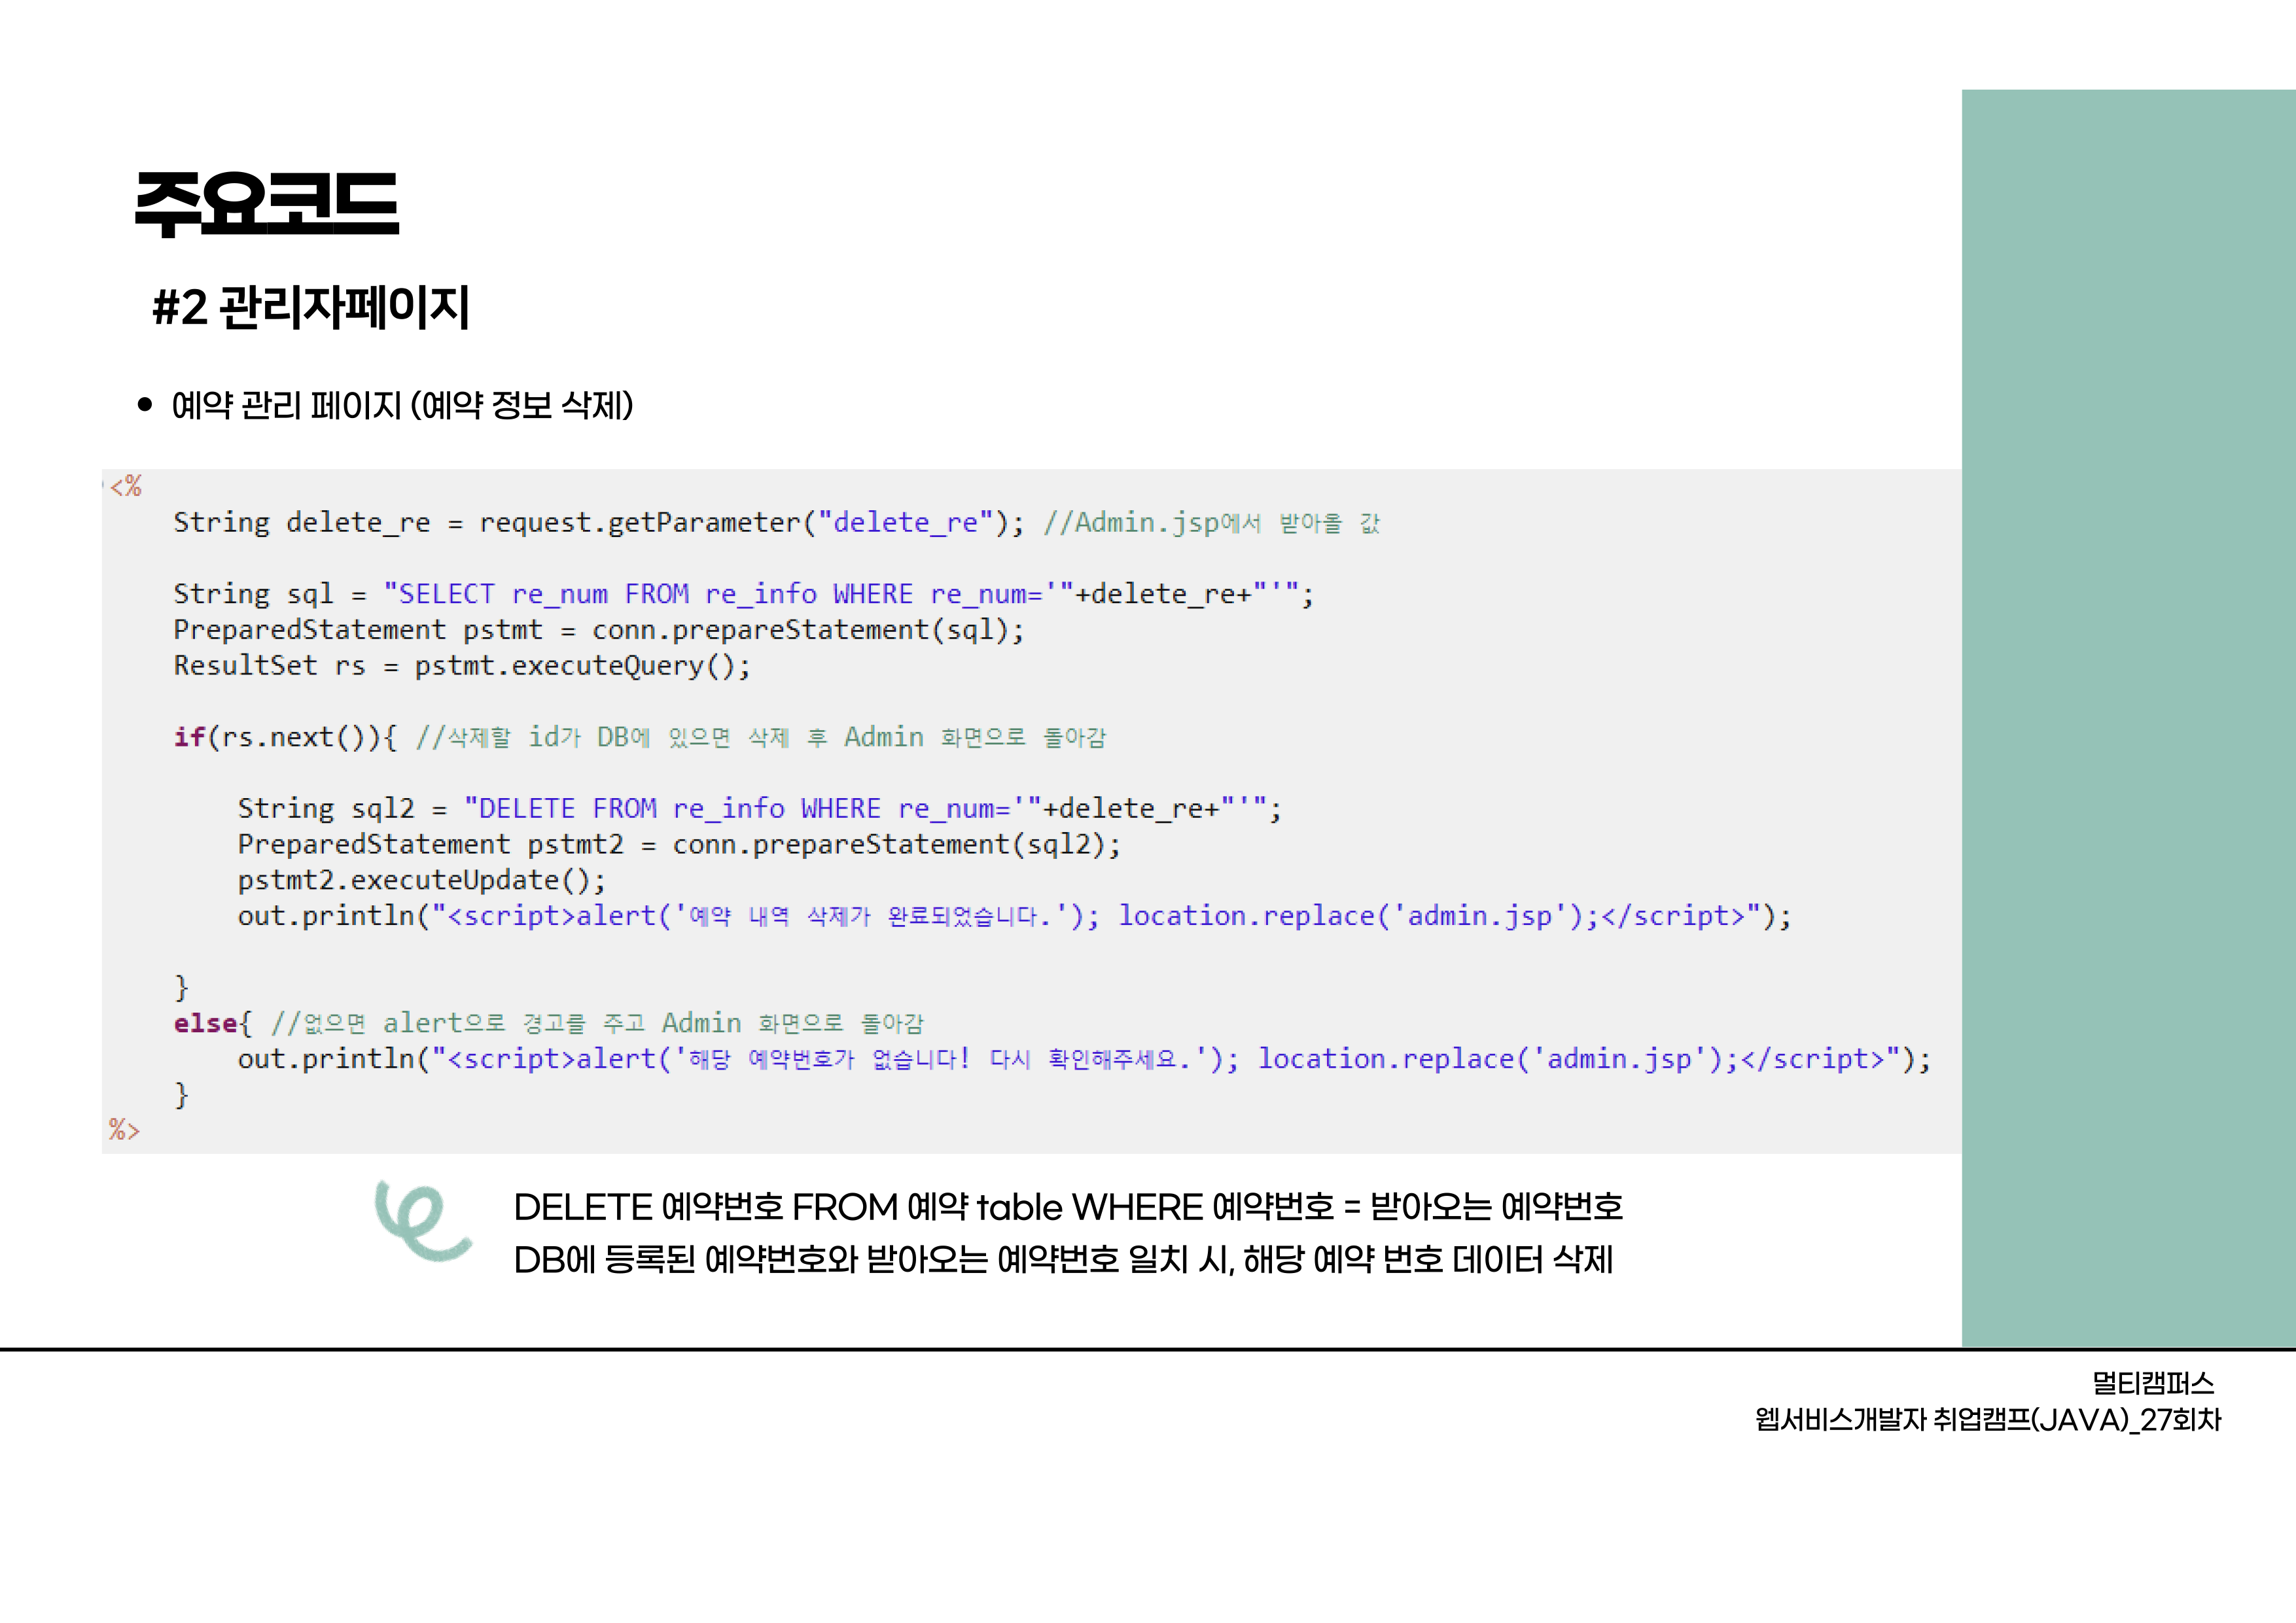 주요코드
#2 관리자페이지
• 예약 관리 페이지 (예약 정보 삭제)
<%
String delete_re = request.getParameter("delete_re"); //Admin.jsp에서 받아올 값
String sql = "SELECT re_num FROM re_info WHERE re_num='"+delete_re+"'";
PreparedStatement pstmt = conn.prepareStatement(sql);
ResultSet rs = pstmt.executeQuery();
if(rs.next()){ //삭제할 id가 DB에 있으면 삭제 후 Admin 화면으로 돌아감
String sql2 = "DELETE FROM re_info WHERE re_num='"+delete_re+"'";
PreparedStatement pstmt2 = conn.prepareStatement(sql2);
pstmt2.executeUpdate();
out.println("<script>alert('예약 내역 삭제가 완료되었습니다.'); location.replace('admin.jsp');</script>");
}
else{ //없으면 alert으로 경고를 주고 Admin 화면으로 돌아감
out.println("<script>alert('해당 예약번호가 없습니다! 다시 확인해주세요.'); location.replace('admin.jsp');</script>");
}
%>
DELETE 예약번호 FROM 예약 table WHERE 예약번호 = 받아오는 예약번호
DB에 등록된 예약번호와 받아오는 예약번호 일치 시, 해당 예약 번호 데이터 삭제
멀티캠퍼스
웹서비스개발자 취업캠프(JAVA)_27회차